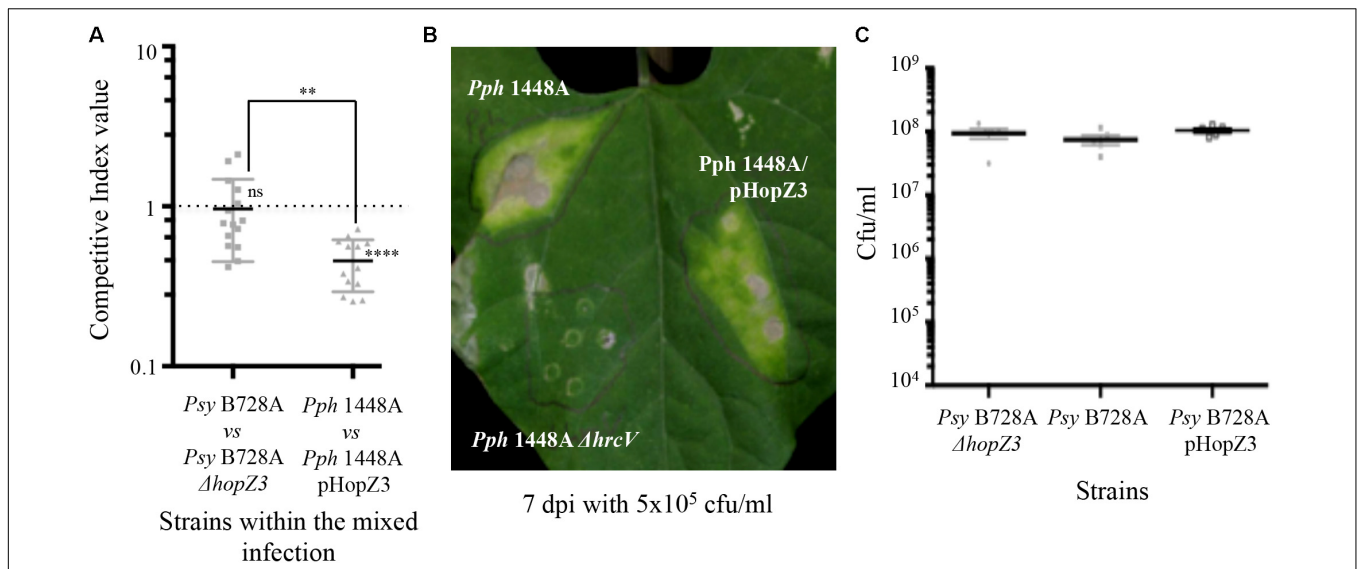 A
10
1
0.1
Competitive Index value
**
ns
****
Psy B728A
vs
Psy B728A
ΔhopZ3
Pph 1448A
vs
Pph 1448A
pHopZ3
Strains within the mixed
infection
B
Pph 1448A
Pph 1448A/
pHopZ3
Pph 1448A ΔhrcV
7 dpi with 5x10⁵ cfu/ml
C
10⁹
10⁸
10⁷
10⁶
10⁵
10⁴
Cfu/ml
Psy B728A
ΔhopZ3
Psy B728A
Psy B728A
pHopZ3
Strains